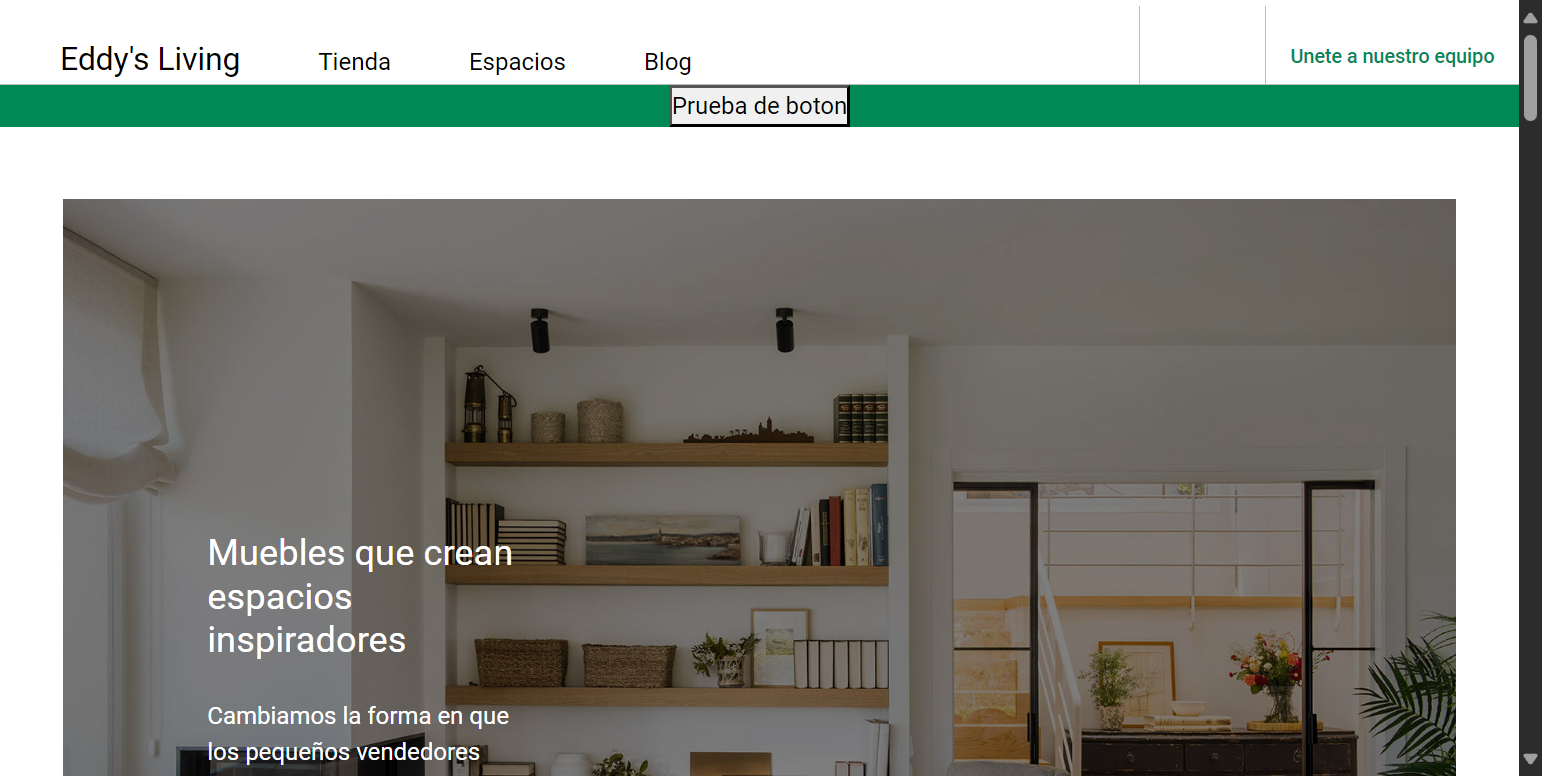 Eddy's Living
Tienda
Espacios
Blog
Unete a nuestro equipo
Prueba de boton
Muebles que crean
espacios
inspiradores
Cambiamos la forma en que
los pequeños vendedores